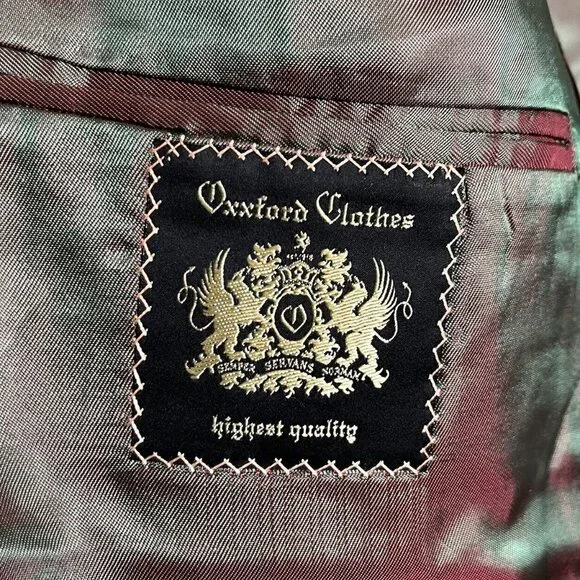 Oxxford Clothes
SEMPER SERVANS NORMAM
highest quality